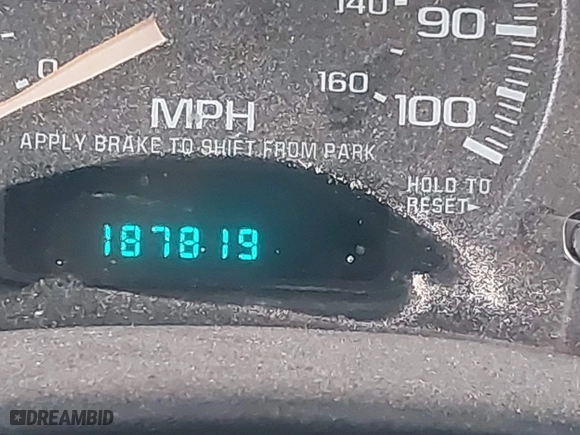 140
90
0
160
100
MPH
APPLY BRAKE TO SHIFT FROM PARK
HOLD TO
RESET
187819
DREAMBID